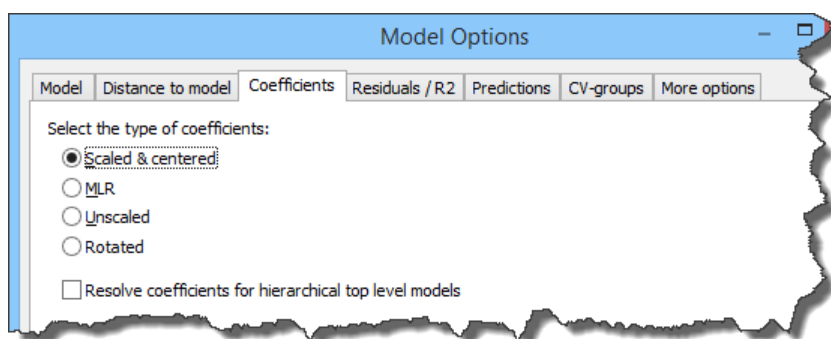 Model Options
Model Distance to model Coefficients Residuals / R2 Predictions CV-groups More options
Select the type of coefficients:
Scaled & centered
MLR
Unscaled
Rotated
Resolve coefficients for hierarchical top level models